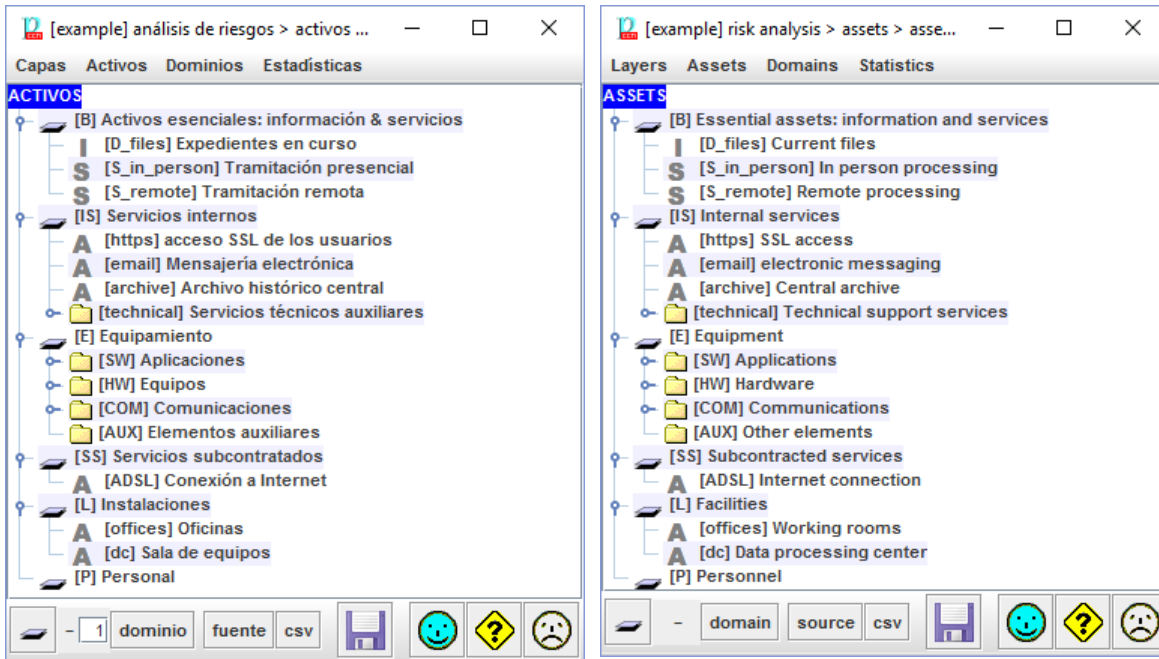 [example] análisis de riesgos > activos ...
Capas Activos Dominios Estadísticas
ACTIVOS
[B] Activos esenciales: información & servicios
I [D_files] Expedientes en curso
S [S_in_person] Tramitación presencial
S [S_remote] Tramitación remota
[IS] Servicios internos
A [https] acceso SSL de los usuarios
A [email] Mensajería electrónica
A [archive] Archivo histórico central
[technical] Servicios técnicos auxiliares
[E] Equipamiento
[SW] Aplicaciones
[HW] Equipos
[COM] Comunicaciones
[AUX] Elementos auxiliares
[SS] Servicios subcontratados
A [ADSL] Conexión a Internet
[L] Instalaciones
A [offices] Oficinas
A [dc] Sala de equipos
[P] Personal
- 1 dominio fuente csv ?
[example] risk analysis > assets > asse...
Layers Assets Domains Statistics
ASSETS
[B] Essential assets: information and services
I [D_files] Current files
S [S_in_person] In person processing
S [S_remote] Remote processing
[IS] Internal services
A [https] SSL access
A [email] electronic messaging
A [archive] Central archive
[technical] Technical support services
[E] Equipment
[SW] Applications
[HW] Hardware
[COM] Communications
[AUX] Other elements
[SS] Subcontracted services
A [ADSL] Internet connection
[L] Facilities
A [offices] Working rooms
A [dc] Data processing center
[P] Personnel
- domain source csv ?